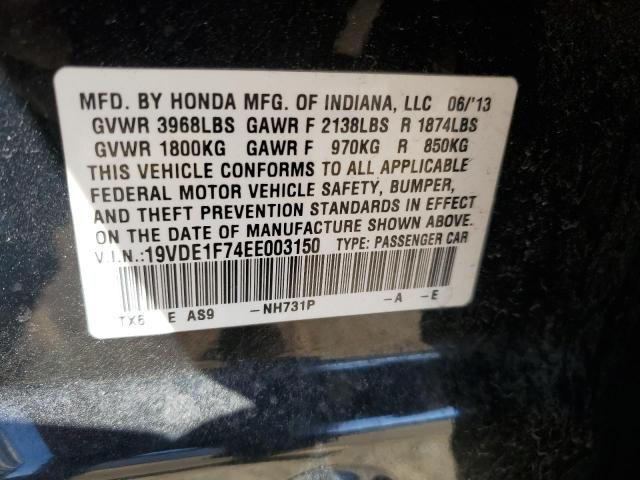 MFD. BY HONDA MFG. OF INDIANA, LLC 06/'13
GVWR 3968LBS GAWR F 2138LBS R 1874LBS
GVWR 1800KG GAWR F 970KG R 850KG
THIS VEHICLE CONFORMS TO ALL APPLICABLE
FEDERAL MOTOR VEHICLE SAFETY, BUMPER,
AND THEFT PREVENTION STANDARDS IN EFFECT
ON THE DATE OF MANUFACTURE SHOWN ABOVE.
V.I.N.:19VDE1F74EE003150 TYPE: PASSENGER CAR
TX6 E AS9 -NH731P -A -E